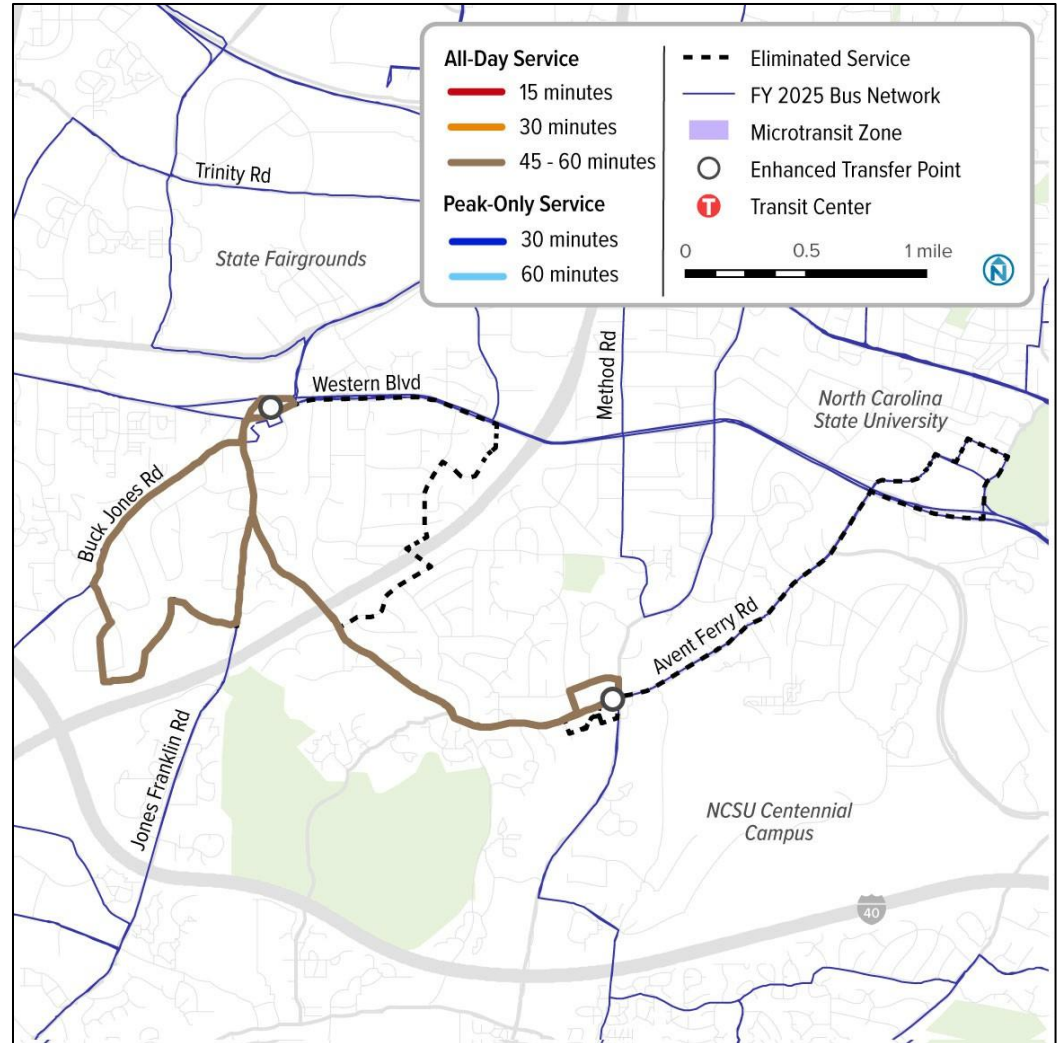 All-Day Service
15 minutes
30 minutes
45 - 60 minutes
Peak-Only Service
30 minutes
60 minutes
Eliminated Service
FY 2025 Bus Network
Microtransit Zone
Enhanced Transfer Point
T
Transit Center
0 0.5 1 mile
N
Trinity Rd
State Fairgrounds
Western Blvd
Method Rd
North Carolina
State University
Buck Jones Rd
Avent Ferry Rd
Jones Franklin Rd
NCSU Centennial
Campus
40